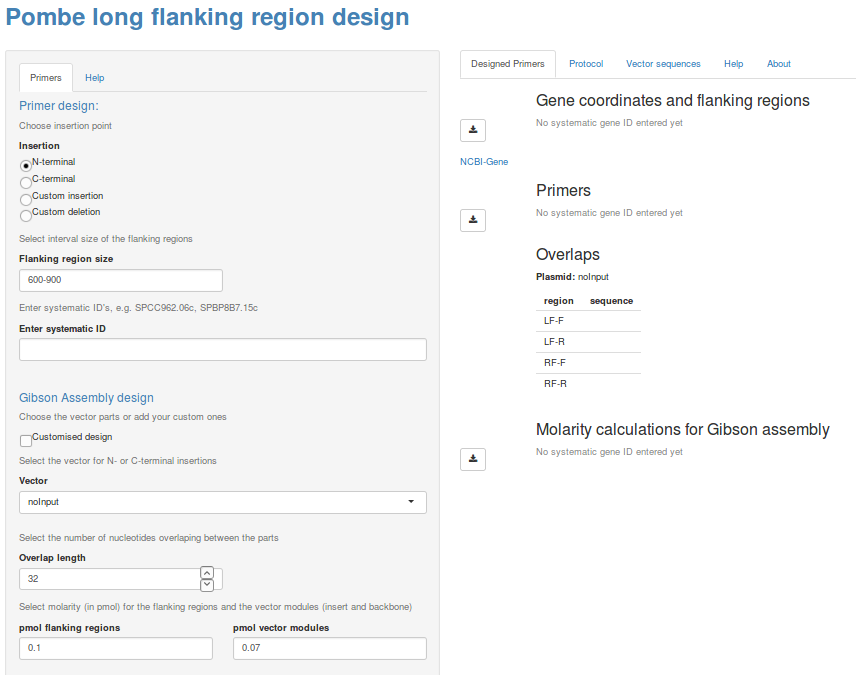 Pombe long flanking region design
Primers
Help
Primer design:
Choose insertion point
Insertion
N-terminal
C-terminal
Custom insertion
Custom deletion
Select interval size of the flanking regions
Flanking region size
600-900
Enter systematic ID's, e.g. SPCC962.06c, SPBP8B7.15c
Enter systematic ID
Gibson Assembly design
Choose the vector parts or add your custom ones
Customised design
Select the vector for N- or C-terminal insertions
Vector
noInput
Select the number of nucleotides overlaping between the parts
Overlap length
32
Select molarity (in pmol) for the flanking regions and the vector modules (insert and backbone)
pmol flanking regions
pmol vector modules
0.1
0.07
Designed Primers
Protocol
Vector sequences
Help
About
Gene coordinates and flanking regions
No systematic gene ID entered yet
NCBI-Gene
Primers
No systematic gene ID entered yet
Overlaps
Plasmid: noInput
region sequence
LF-F
LF-R
RF-F
RF-R
Molarity calculations for Gibson assembly
No systematic gene ID entered yet